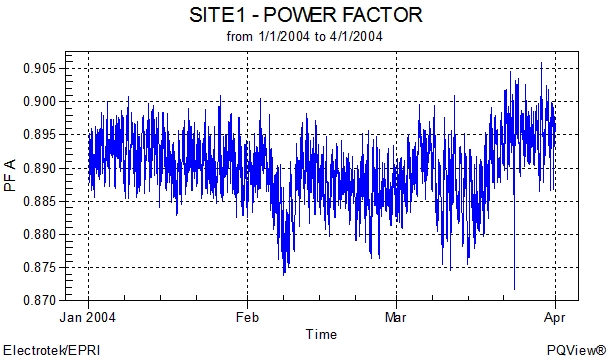 SITE1 - POWER FACTOR
from 1/1/2004 to 4/1/2004
0.905
0.900
0.895
0.890
0.885
0.880
0.875
0.870
PF A
Jan 2004 Feb Mar Apr
Time
Electrotek/EPRI PQView®